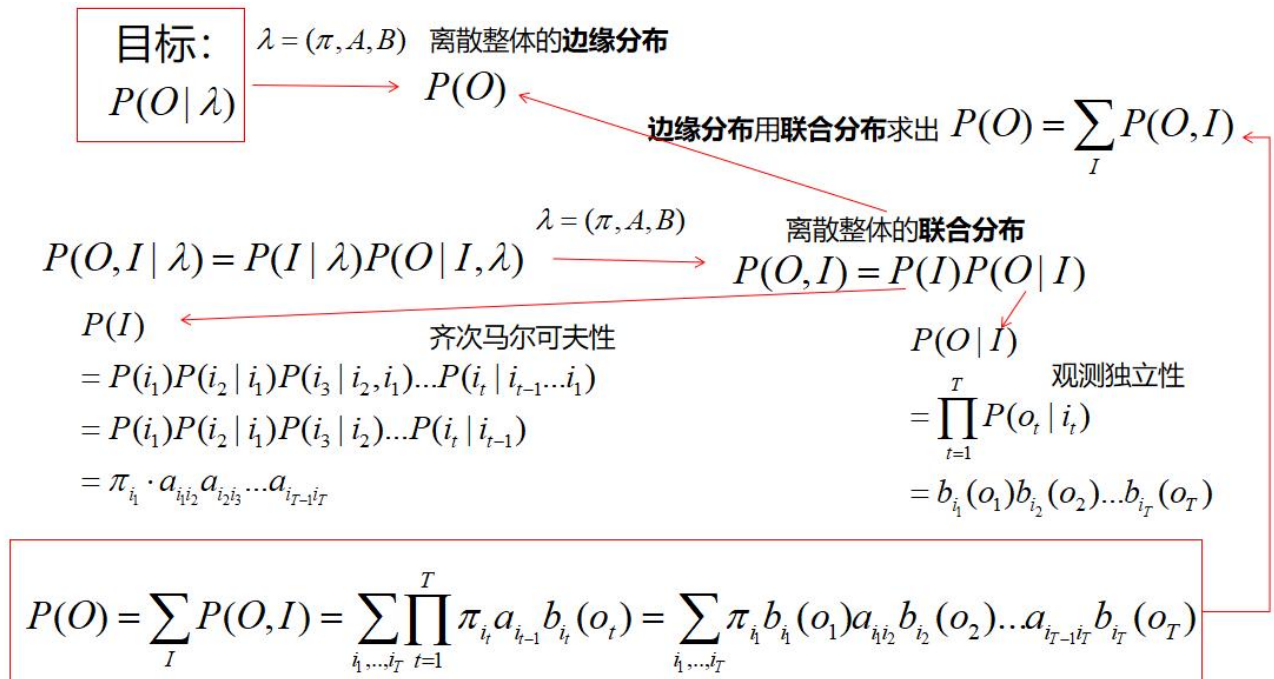 目标： λ = (π, A, B) 离散整体的边缘分布
P(O | λ) P(O)
边缘分布用联合分布求出 P(O) = ∑_I P(O, I)
λ = (π, A, B) 离散整体的联合分布
P(O, I | λ) = P(I | λ)P(O | I, λ) P(O, I) = P(I)P(O | I)
P(I) 齐次马尔可夫性
= P(i_1)P(i_2 | i_1)P(i_3 | i_2, i_1)...P(i_t | i_{t-1}...i_1)
= P(i_1)P(i_2 | i_1)P(i_3 | i_2)...P(i_t | i_{t-1})
= π_{i_1} · a_{i_1 i_2} a_{i_2 i_3}...a_{i_{T-1} i_T}
P(O | I)
观测独立性
= ∏_{t=1}^{T} P(o_t | i_t)
= b_{i_1}(o_1)b_{i_2}(o_2)...b_{i_T}(o_T)
P(O) = ∑_I P(O, I) = ∑_{i_1,...,i_T} ∏_{t=1}^{T} π_{i_t} a_{i_{t-1}} b_{i_t}(o_t) = ∑_{i_1,...,i_T} π_{i_1} b_{i_1}(o_1) a_{i_1 i_2} b_{i_2}(o_2)...a_{i_{T-1} i_T} b_{i_T}(o_T)